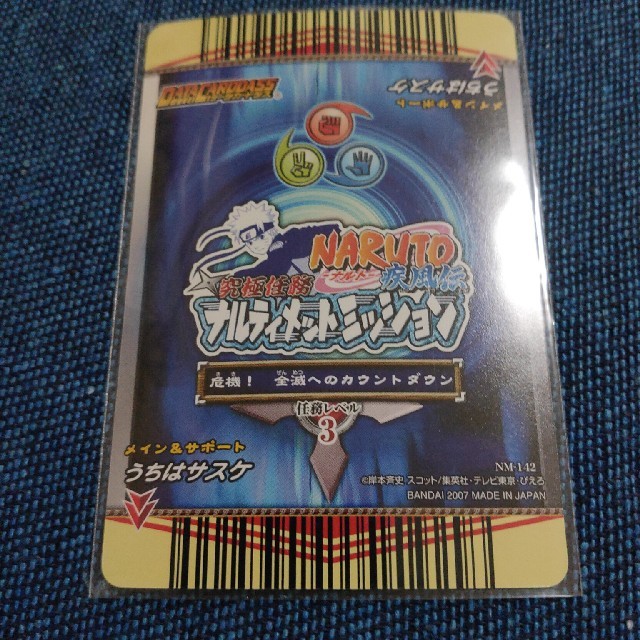 うちはサスケ
メイン&サポート
DATACARDDASS
NARUTO
ナルト
疾風伝
究極任務
ナルティメットミッション
危機! 全滅へのカウントダウン
任務レベル
3
メイン&サポート
うちはサスケ
NM-142
©岸本斉史 スコット/集英社・テレビ東京・ぴえろ
BANDAI 2007 MADE IN JAPAN